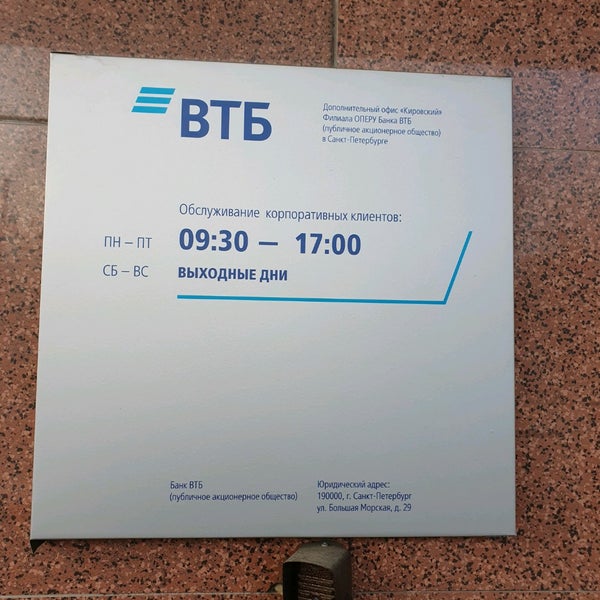 ВТБ
Дополнительный офис «Кировский»
Филиала ОПЕРУ Банка ВТБ
(публичное акционерное общество)
в Санкт-Петербурге
Обслуживание корпоративных клиентов:
ПН – ПТ 09:30 — 17:00
СБ – ВС ВЫХОДНЫЕ ДНИ
Банк ВТБ
(публичное акционерное общество)
Юридический адрес:
190000, г. Санкт-Петербург
ул. Большая Морская, д. 29